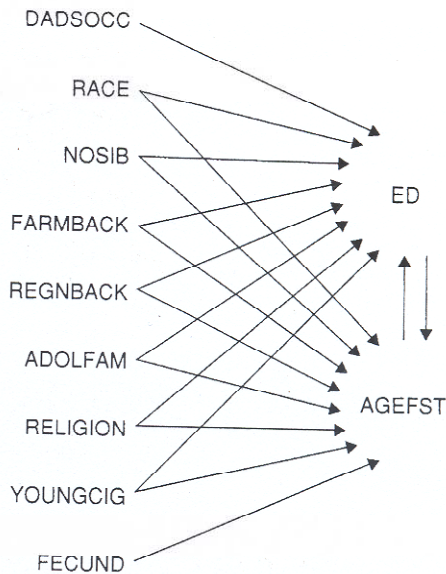 DADSOCC
RACE
NOSIB
FARMBACK
REGNBACK
ADOLFAM
RELIGION
YOUNGCIG
FECUND
ED
AGEFST